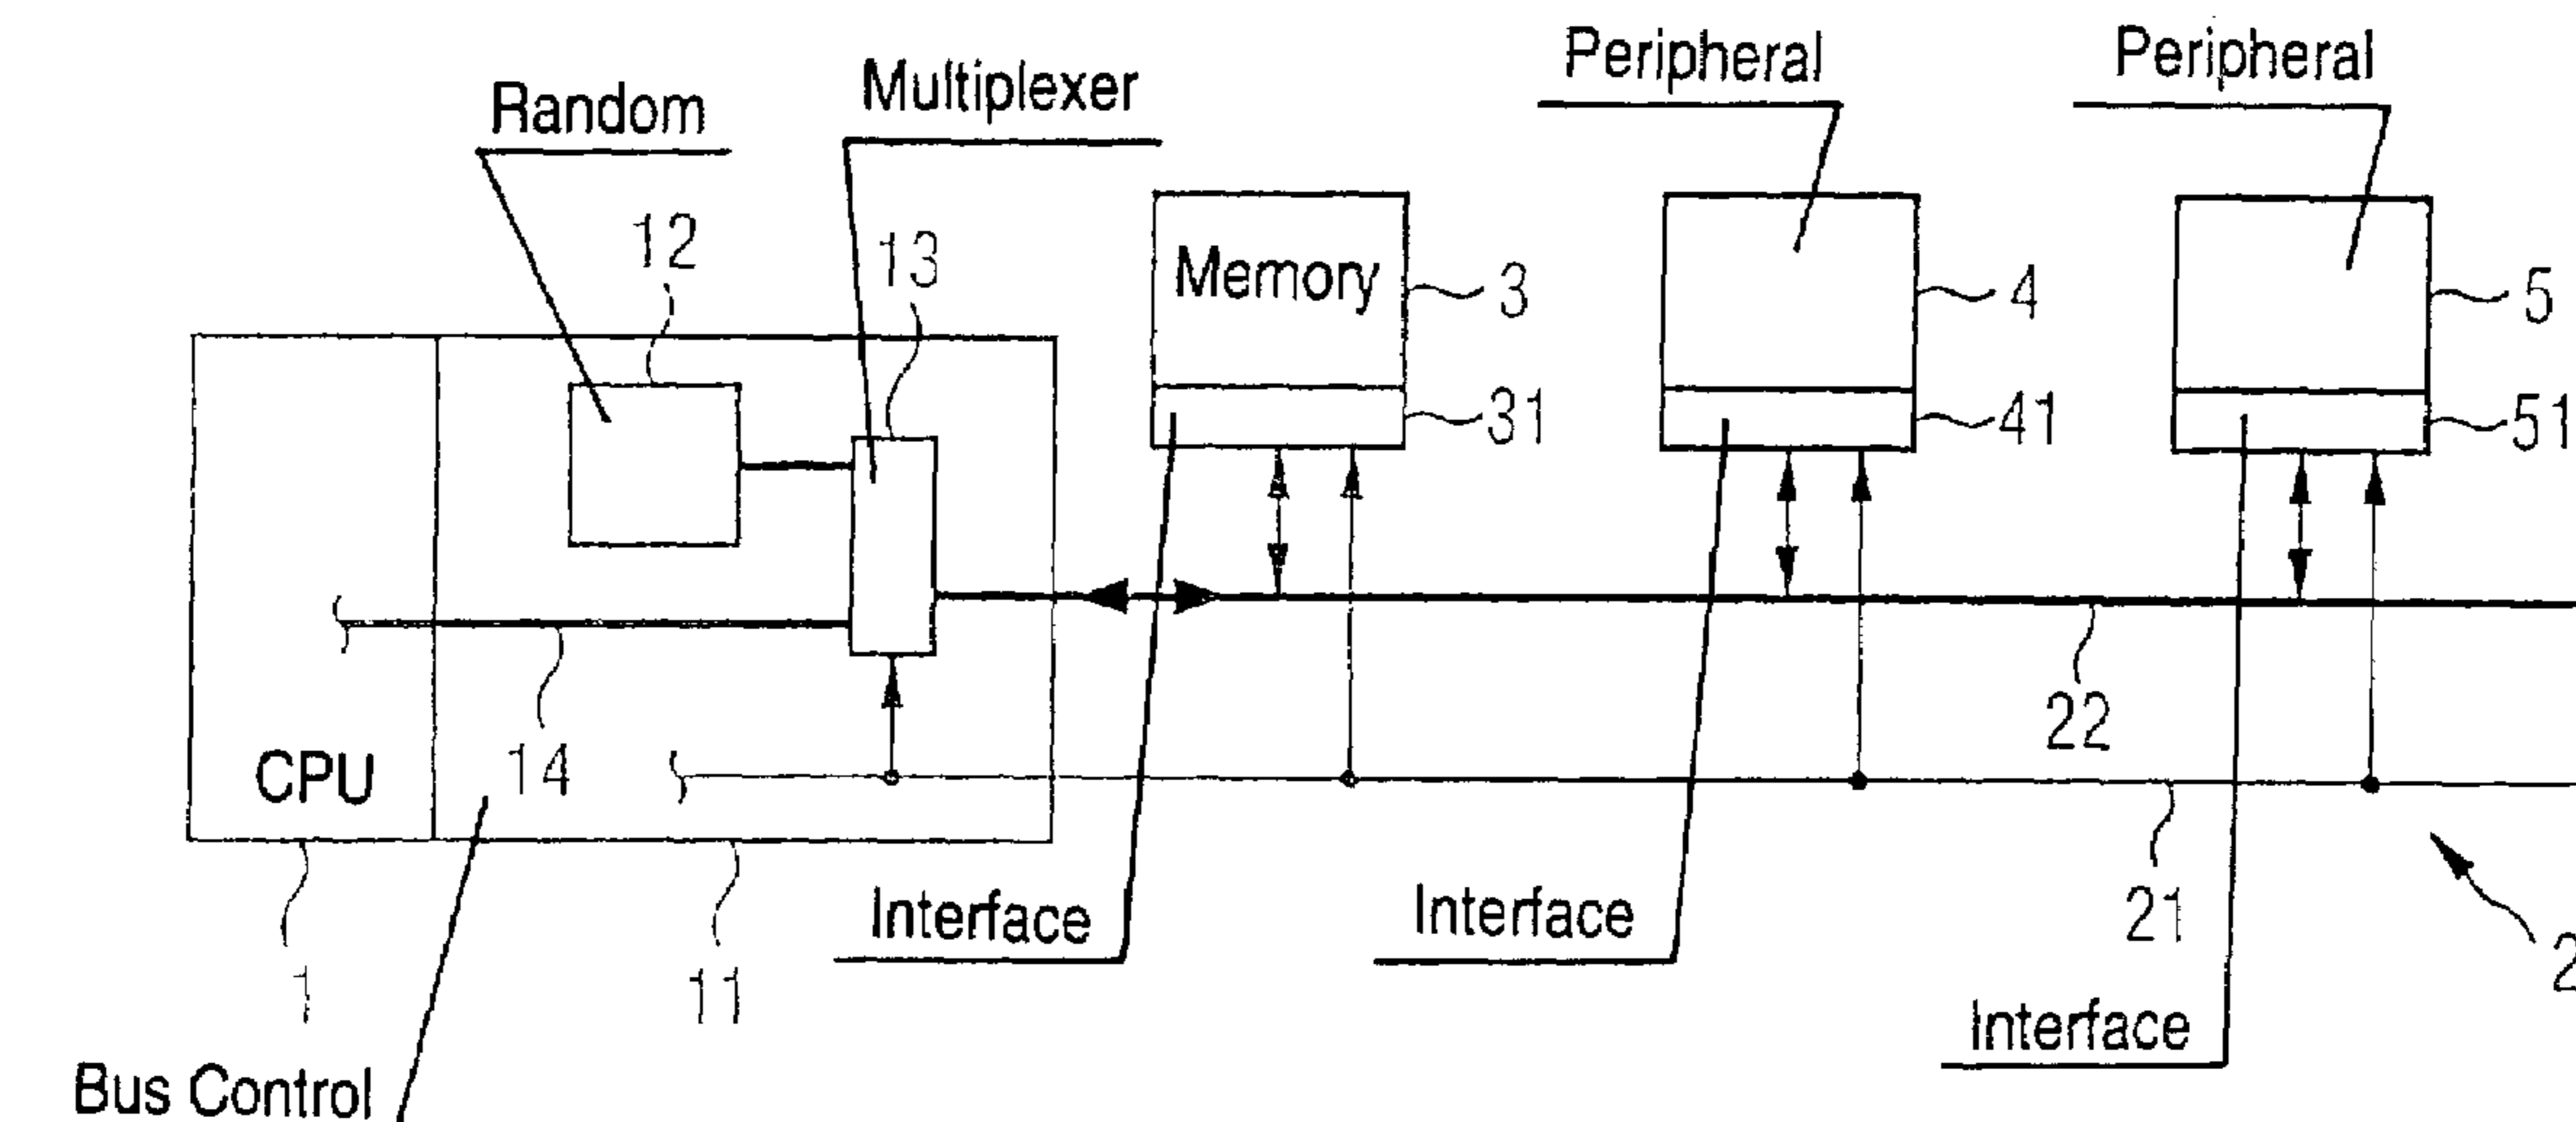 Peripheral
Peripheral
Multiplexer
Random
12
13
Memory
3
4
5
31
41
51
22
CPU
14
Interface
Interface
21
2
1
11
Interface
Bus Control